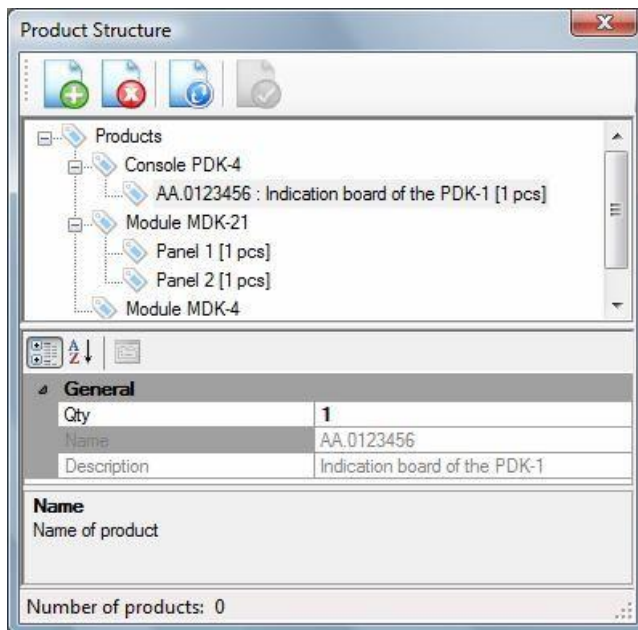 Product Structure
Products
Console PDK-4
AA.0123456 : Indication board of the PDK-1 [1 pcs]
Module MDK-21
Panel 1 [1 pcs]
Panel 2 [1 pcs]
Module MDK-4
A
Z
General
Qty 1
Name AA.0123456
Description Indication board of the PDK-1
Name
Name of product
Number of products: 0